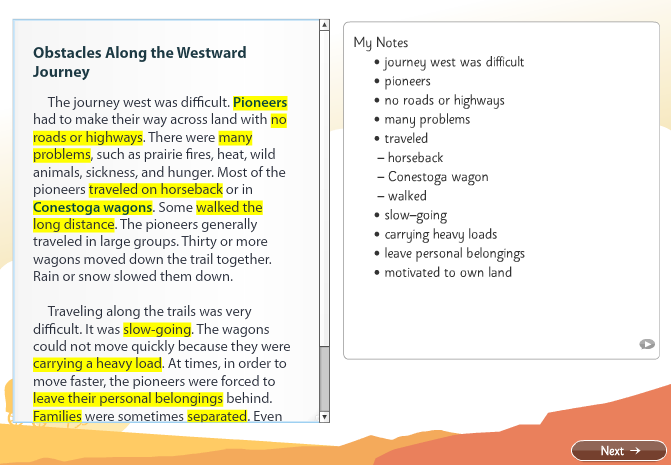 Obstacles Along the Westward
Journey
The journey west was difficult. Pioneers
had to make their way across land with no
roads or highways. There were many
problems, such as prairie fires, heat, wild
animals, sickness, and hunger. Most of the
pioneers traveled on horseback or in
Conestoga wagons. Some walked the
long distance. The pioneers generally
traveled in large groups. Thirty or more
wagons moved down the trail together.
Rain or snow slowed them down.
Traveling along the trails was very
difficult. It was slow-going. The wagons
could not move quickly because they were
carrying a heavy load. At times, in order to
move faster, the pioneers were forced to
leave their personal belongings behind.
Families were sometimes separated. Even
My Notes
• journey west was difficult
• pioneers
• no roads or highways
• many problems
• traveled
– horseback
– Conestoga wagon
– walked
• slow–going
• carrying heavy loads
• leave personal belongings
• motivated to own land
Next →